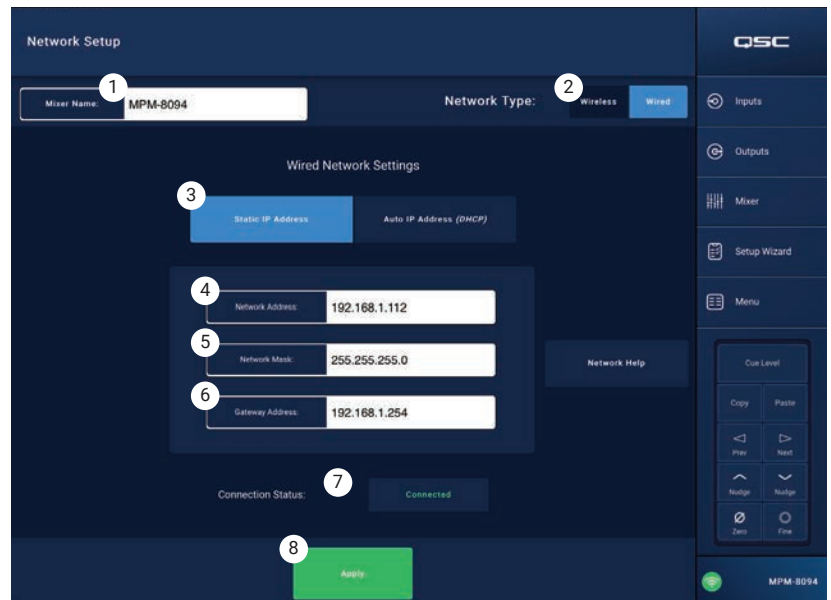 Network Setup
QSC
1
2
Mixer Name: MPM-8094
Network Type: Wireless Wired
Inputs
Wired Network Settings
Outputs
3
Static IP Address Auto IP Address (DHCP)
Mixer
Setup Wizard
4
Network Address: 192.168.1.112
Menu
5
Network Mask: 255.255.255.0
Network Help
Cue Level
6
Gateway Address: 192.168.1.254
Copy Paste
Prev Next
7
Connection Status: Connected
Nudge Nudge
Zero Fine
8
Apply
MPM-8094